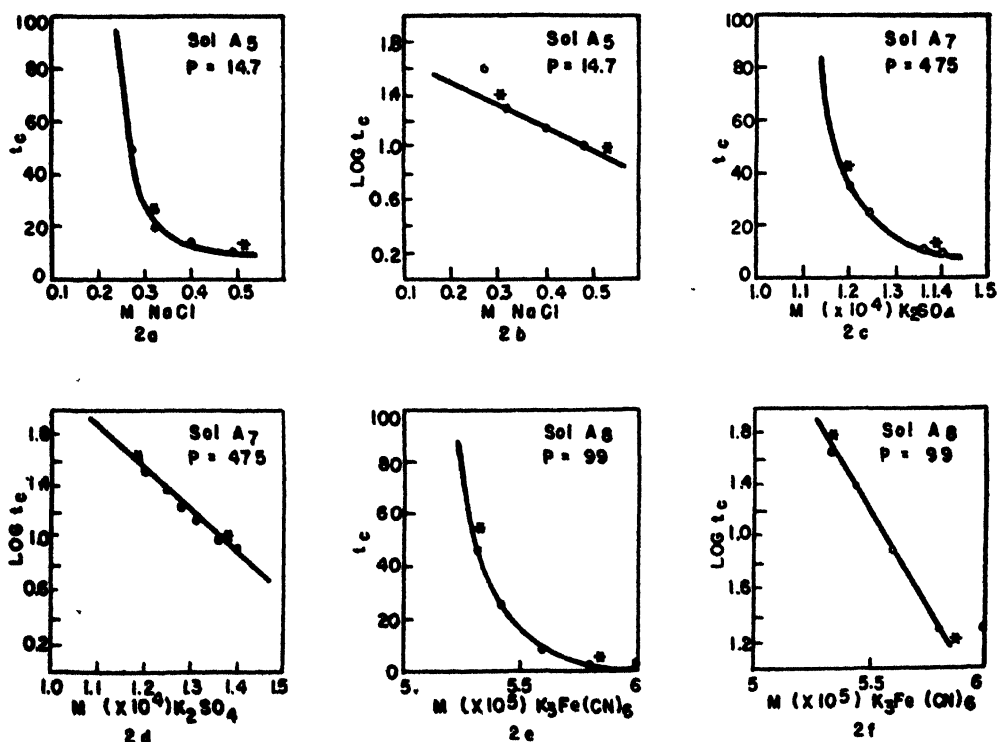 100
80
60
40
20
0
tc
Sol A5
P = 14.7
0.1 0.2 0.3 0.4 0.5
M NaCl
2a
1.8
1.4
1.0
0.6
0.2
LOG tc
Sol A5
P = 14.7
*
*
0.1 0.2 0.3 0.4 0.5
M NaCl
2b
100
80
60
40
20
0
tc
Sol A7
P = 475
*
*
1.0 1.1 1.2 1.3 1.1.4 1.5
M (x10⁴) K2SO4
2c
1.8
1.4
1.0
0.6
0.2
LOG tc
Sol A7
P = 475
1.0 1.1 1.2 1.3 1.4 1.5
M (x10⁴) K2SO4
2d
100
80
60
40
20
0
tc
Sol A8
P = 99
*
*
5. 5.5 6
M (x10⁵) K3Fe(CN)6
2e
1.8
1.4
1.0
1.6
1.2
LOG tc
Sol A8
P = 99
*
*
5 5.5 6
M (x10⁵) K3Fe(CN)6
2f